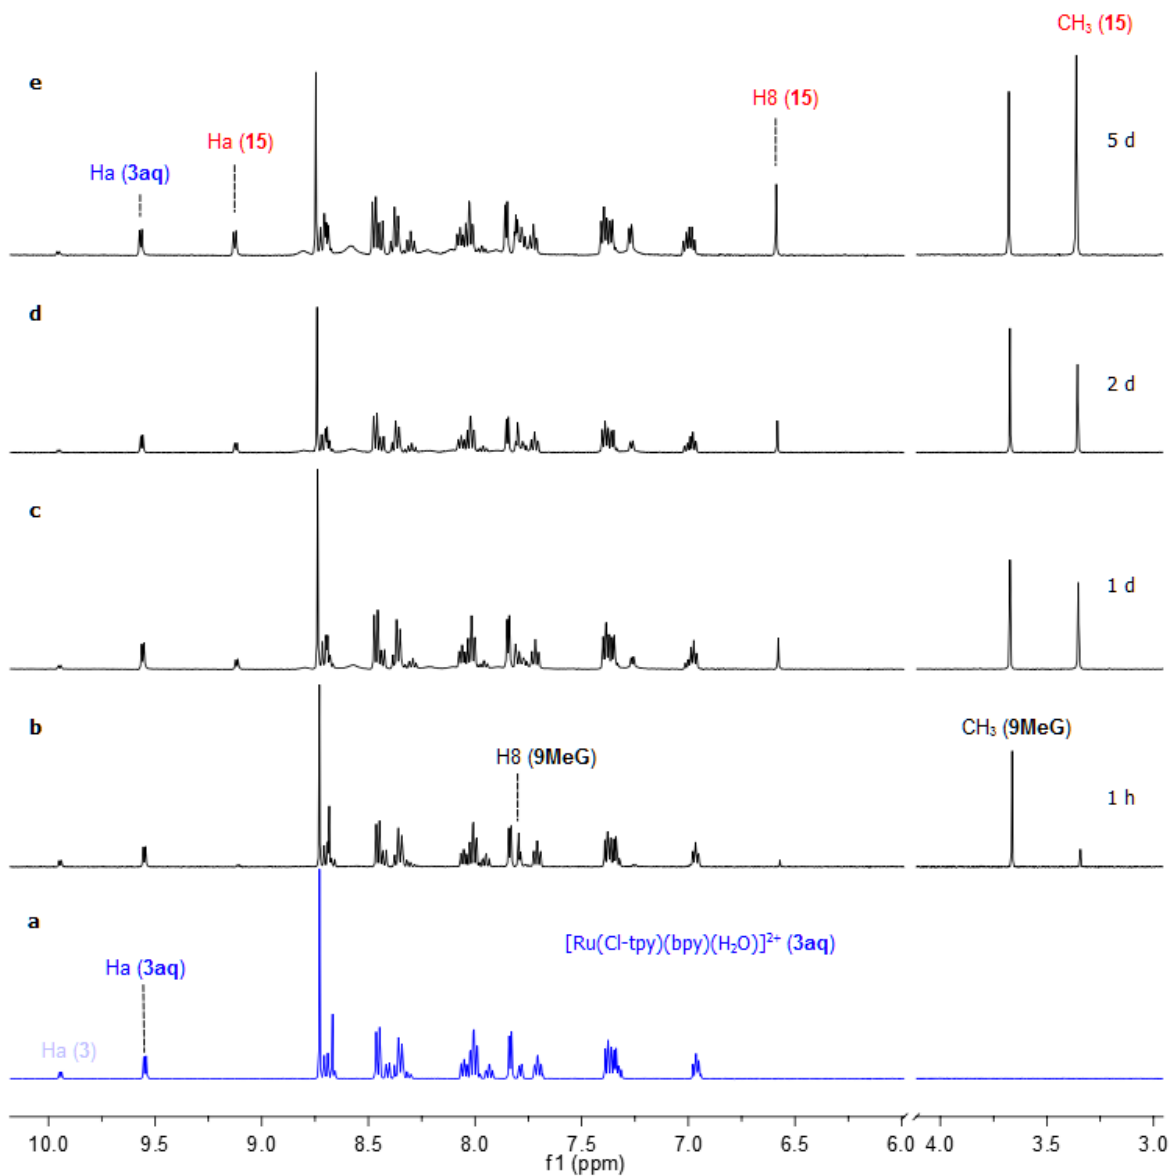 CH₃ (15)
e
H8 (15)
5 d
Ha (15)
Ha (3aq)
d
2 d
c
1 d
b
CH₃ (9MeG)
H8 (9MeG)
1 h
a
[Ru(Cl-tpy)(bpy)(H₂O)]²⁺ (3aq)
Ha (3aq)
Ha (3)
10.0 9.5 9.0 8.5 8.0 7.5 7.0 6.5 6.0 4.0 3.5 3.0
f1 (ppm)